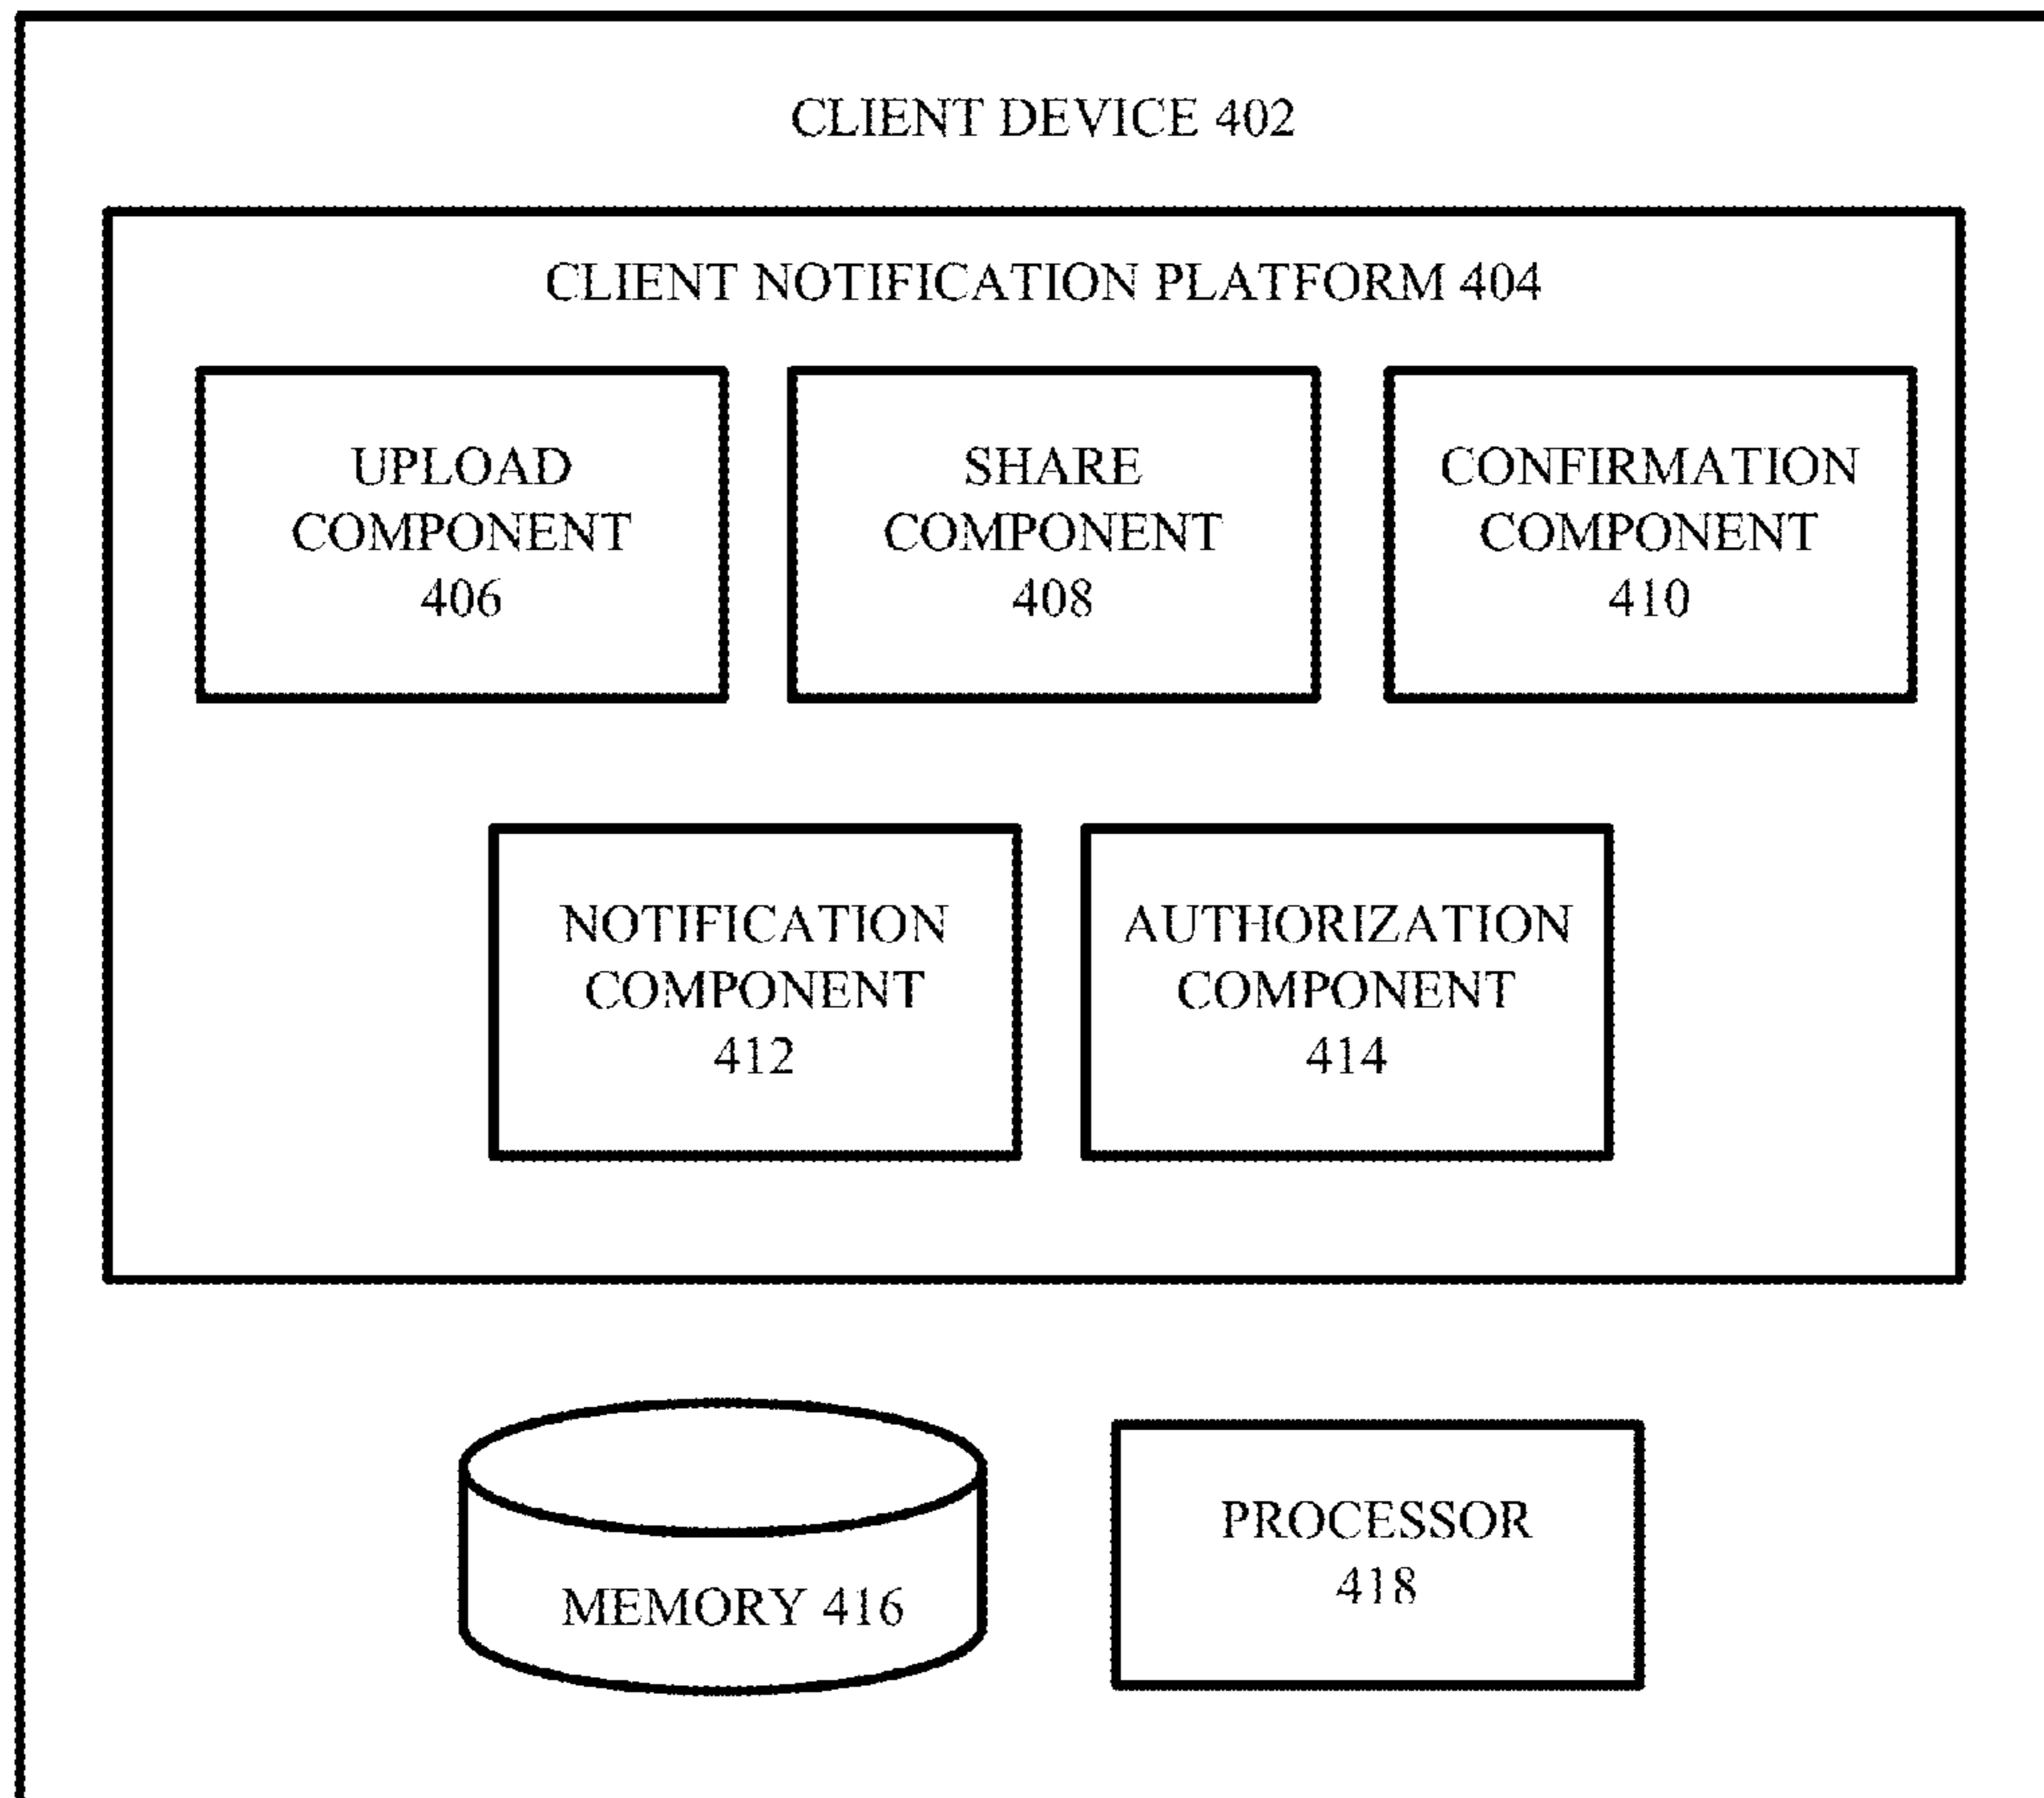 CLIENT DEVICE 402
CLIENT NOTIFICATION PLATFORM 404
UPLOAD
COMPONENT
406
SHARE
COMPONENT
408
CONFIRMATION
COMPONENT
410
NOTIFICATION
COMPONENT
412
AUTHORIZATION
COMPONENT
414
MEMORY 416
PROCESSOR
418